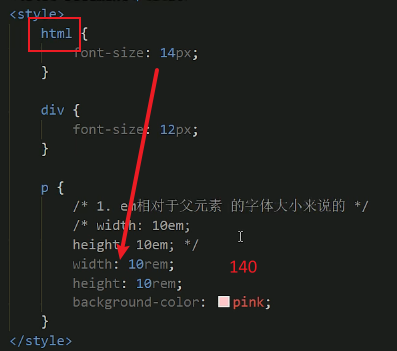 <style>
html {
font-size: 14px;
}
div {
font-size: 12px;
}
p {
/* 1. em相对于父元素 的字体大小来说的 */
/* width: 10em;
height: 10em; */
width: 10rem;
140
height: 10rem;
background-color: pink;
}
</style>